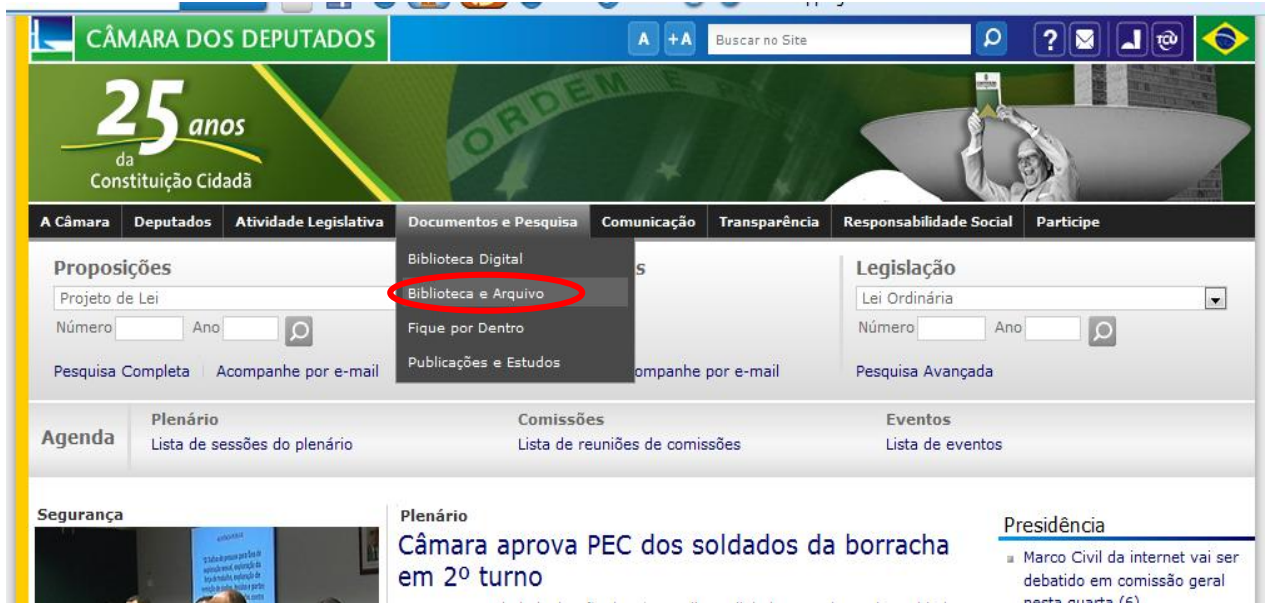 CÂMARA DOS DEPUTADOS
A +A Buscar no Site
? TCU
ORDEM E
25 anos
da
Constituição Cidadã
A Câmara Deputados Atividade Legislativa Documentos e Pesquisa Comunicação Transparência Responsabilidade Social Participe
Biblioteca Digital
Biblioteca e Arquivo
Fique por Dentro
Publicações e Estudos
Proposições
Projeto de Lei
Número Ano
Pesquisa Completa Acompanhe por e-mail
s
ompanhe por e-mail
Legislação
Lei Ordinária
Número Ano
Pesquisa Avançada
Agenda
Plenário
Lista de sessões do plenário
Comissões
Lista de reuniões de comissões
Eventos
Lista de eventos
Segurança
Plenário
Câmara aprova PEC dos soldados da borracha
em 2º turno
Presidência
Marco Civil da internet vai ser
debatido em comissão geral
nesta quarta (6)